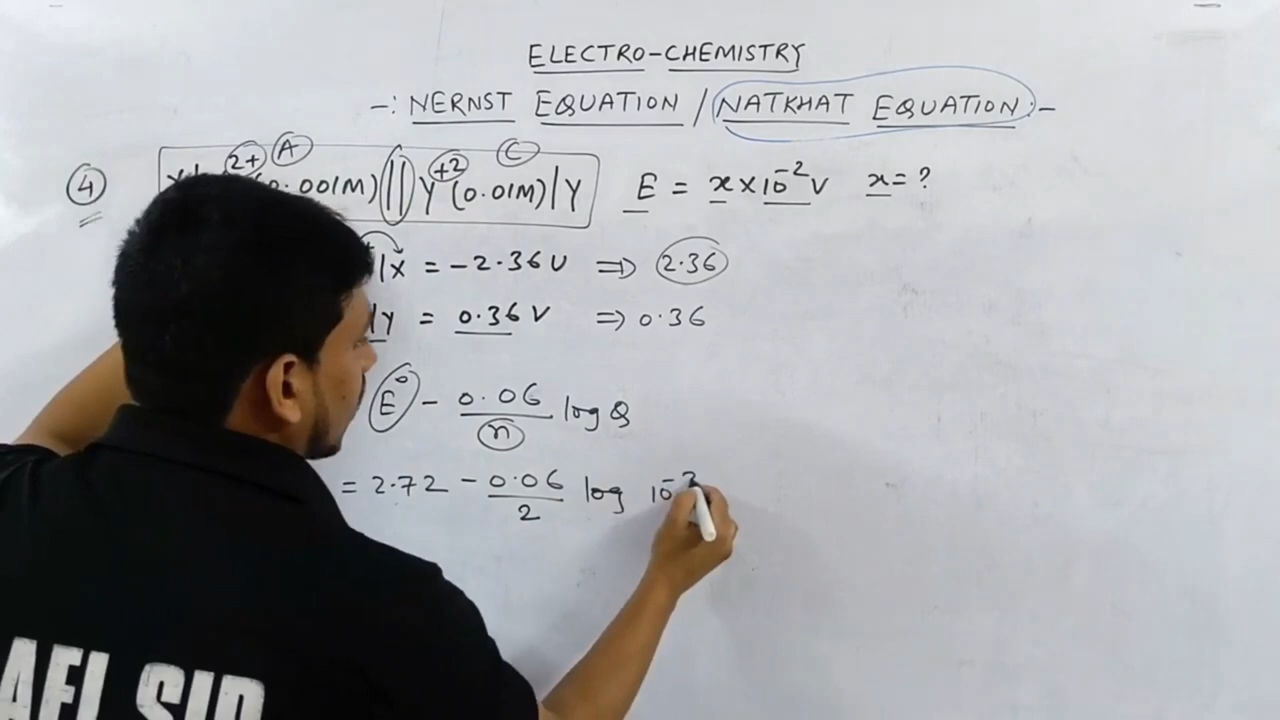 ELECTRO-CHEMISTRY
-: NERNST EQUATION / NATKHAT EQUATION :-
④ 2+ A .001M) || Y⁺² (0.01M) | Y C E = x × 10⁻² V x = ?
|X = -2.36 V ⇒ 2.36
|Y = 0.36 V ⇒ 0.36
E° - 0.06/n log Q
= 2.72 - 0.06/2 log 10⁻³
SIR